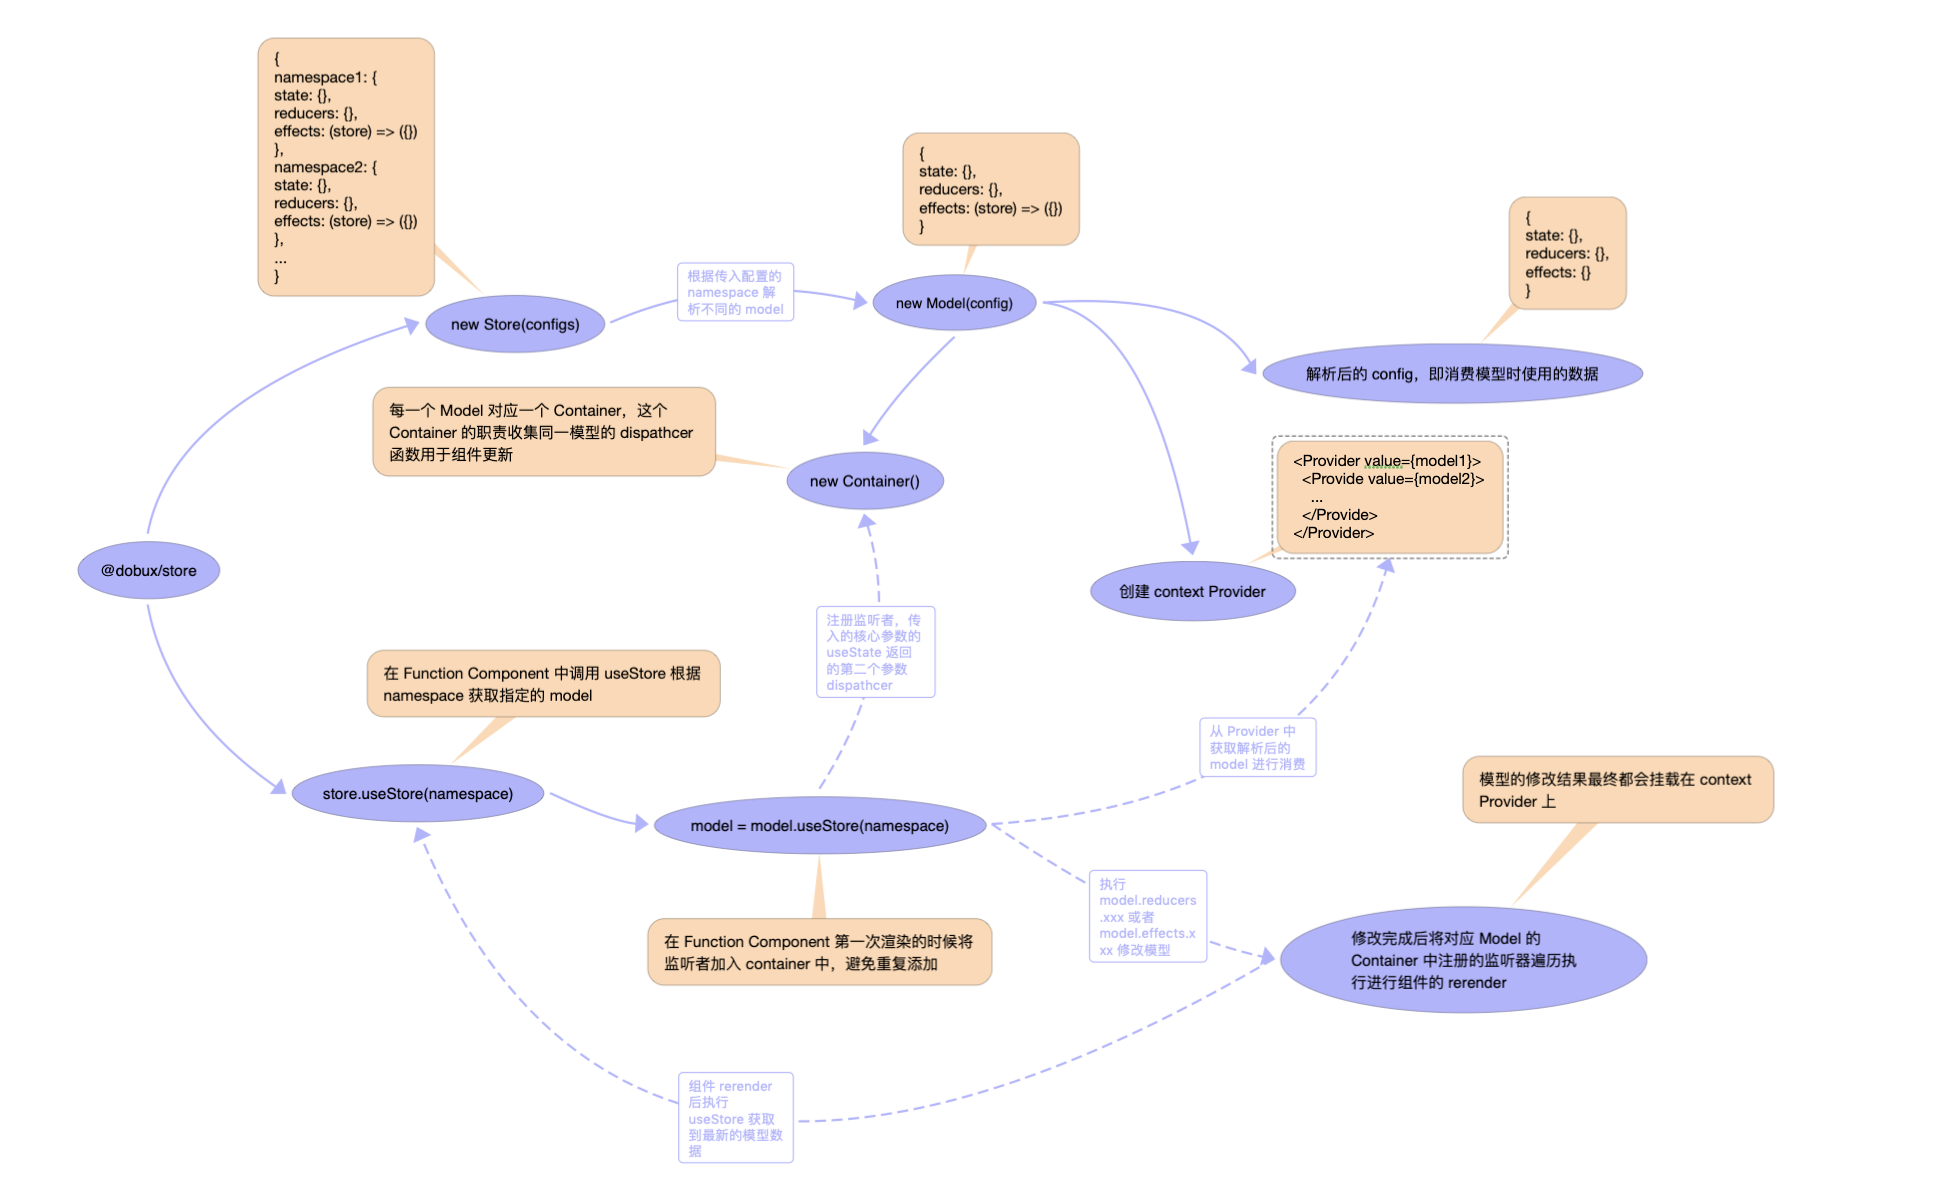 {
namespace1: {
state: {},
reducers: {},
effects: (store) => ({})
},
namespace2: {
state: {},
reducers: {},
effects: (store) => ({})
},
...
}
{
state: {},
reducers: {},
effects: (store) => ({})
}
{
state: {},
reducers: {},
effects: {}
}
根据传入配置的
namespace 解
析不同的 model
new Store(configs)
new Model(config)
解析后的 config，即消费模型时使用的数据
每一个 Model 对应一个 Container，这个
Container 的职责收集同一模型的 dispathcer
函数用于组件更新
new Container()
<Provider value={model1}>
<Provide value={model2}>
...
</Provide>
</Provider>
@dobux/store
创建 context Provider
注册监听者，传
入的核心参数的
useState 返回
的第二个参数
dispathcer
在 Function Component 中调用 useStore 根据
namespace 获取指定的 model
从 Provider 中
获取解析后的
model 进行消费
store.useStore(namespace)
model = model.useStore(namespace)
模型的修改结果最终都会挂载在 context
Provider 上
执行
model.reducers
.xxx 或者
model.effects.x
xx 修改模型
在 Function Component 第一次渲染的时候将
监听者加入 container 中，避免重复添加
修改完成后将对应 Model 的
Container 中注册的监听器遍历执
行进行组件的 rerender
组件 rerender
后执行
useStore 获取
到最新的模型数
据